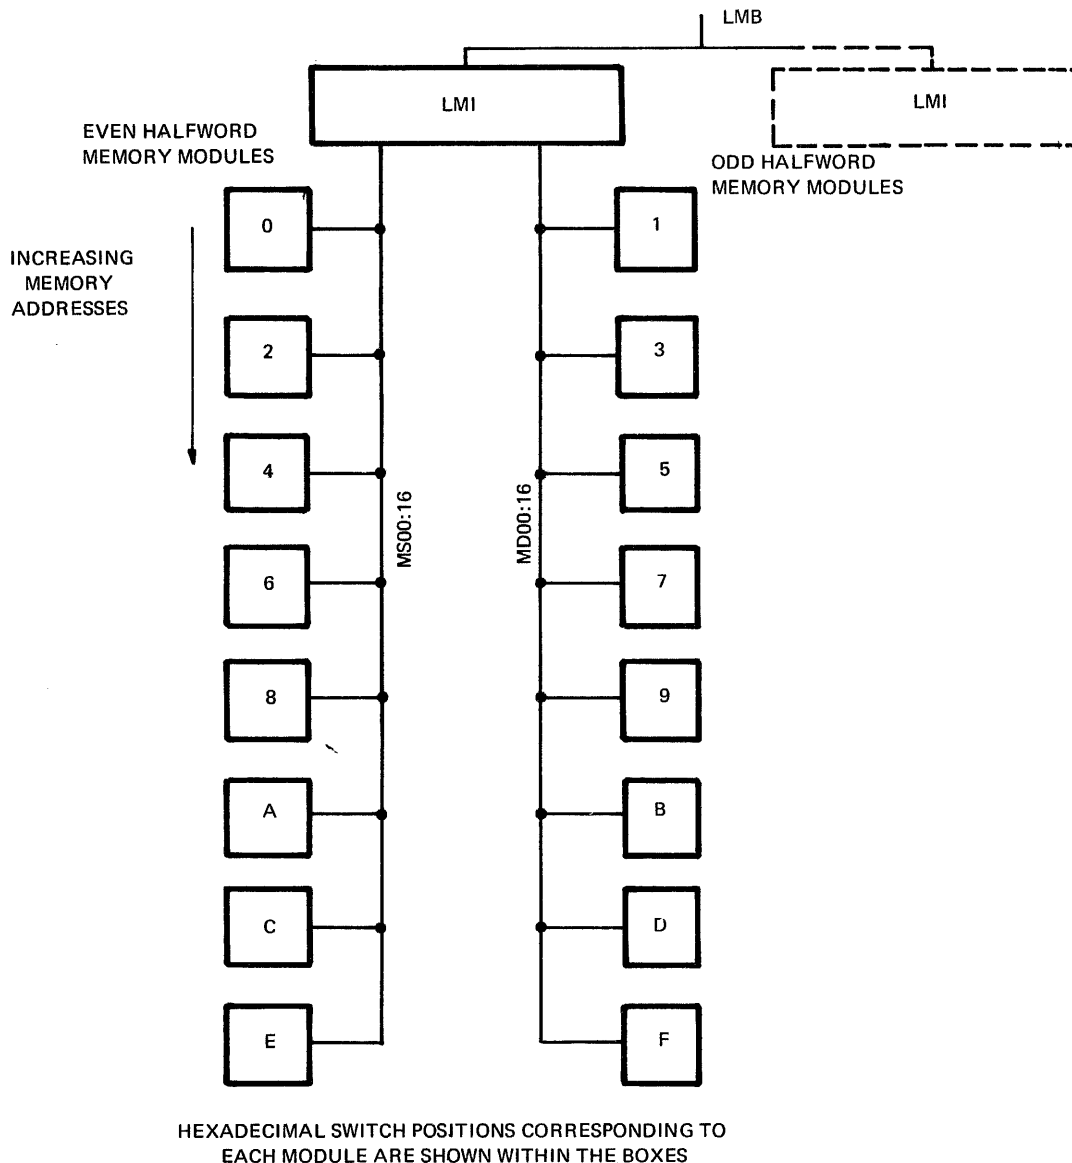 LMB
LMI
LMI
EVEN HALFWORD
MEMORY MODULES
ODD HALFWORD
MEMORY MODULES
INCREASING
MEMORY
ADDRESSES
0
1
2
3
4
5
MS00:16
MD00:16
6
7
8
9
A
B
C
D
E
F
HEXADECIMAL SWITCH POSITIONS CORRESPONDING TO
EACH MODULE ARE SHOWN WITHIN THE BOXES